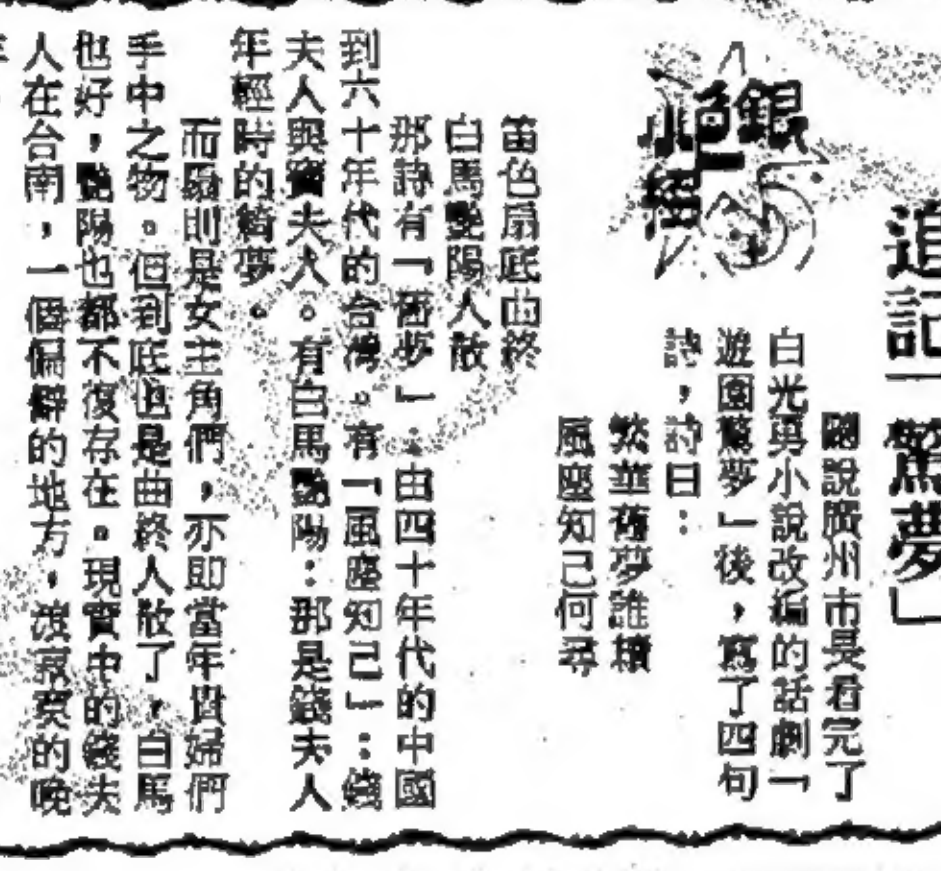 追記「驚夢」
聽說廣州市長看完了
白光勇小說改編的話劇「
遊園驚夢」後，寫了四句
詩，詩曰：
繁華舊夢誰續
風塵知己何尋
笛色扇底曲終
白馬艷陽人散
那詩有「舊夢」：由四十年代的中國
到六十年代的台灣。有「風塵知己」：錢
夫人與竇夫人。有白馬艷陽：那是錢夫人
年輕時的綺夢。
而扇則是女主角們，亦即當年貴婦們
手中之物。但到底也是曲終人散了，白馬
也好，艷陽也都不復存在。現實中的錢夫
人在台南，一個偏僻的地方，渡寂寞的晚